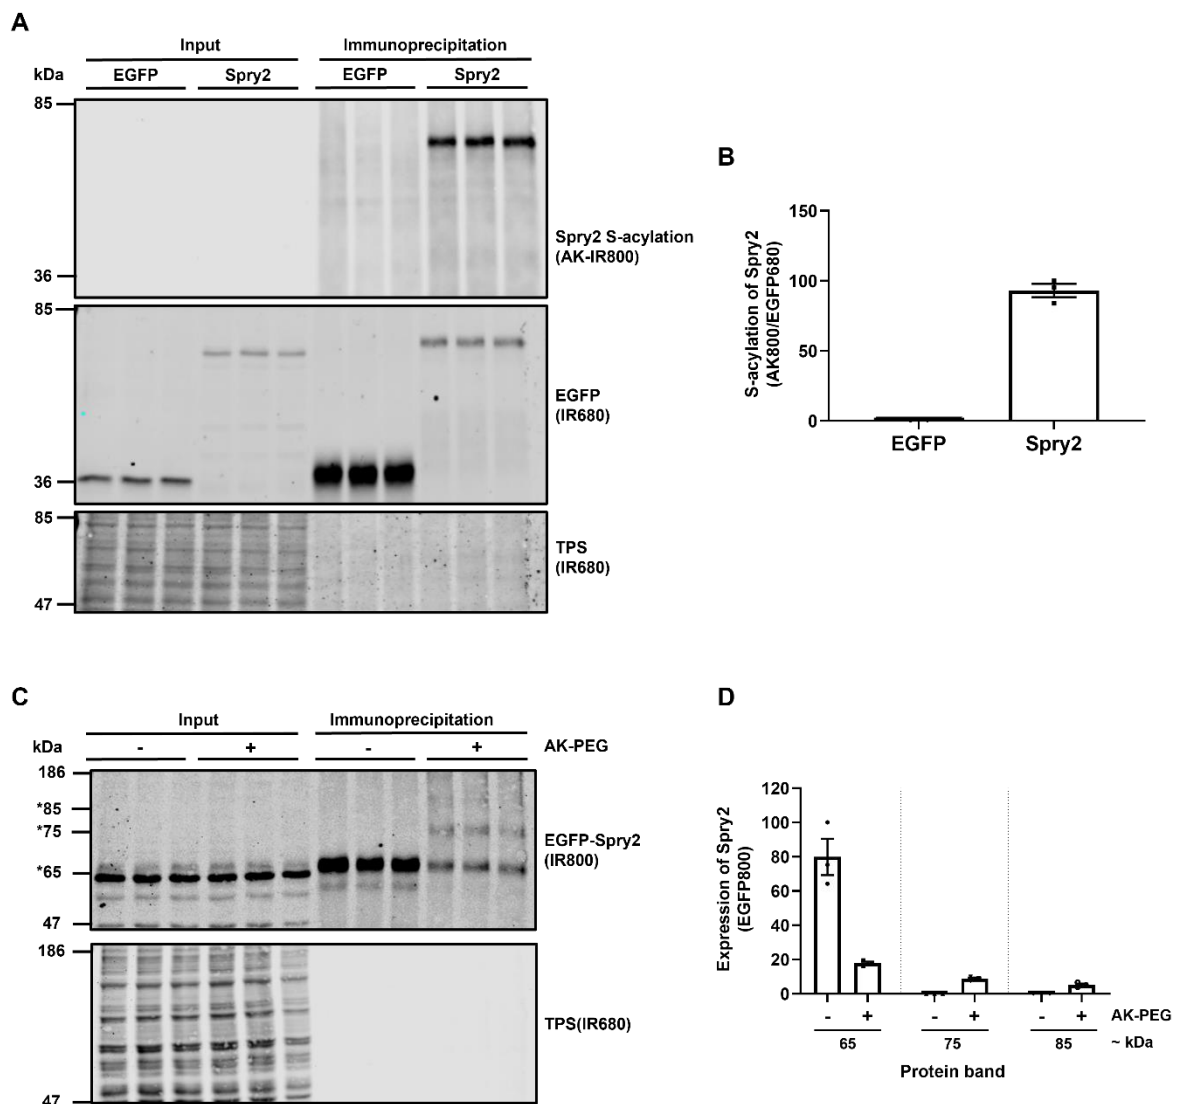 A
Input Immunoprecipitation
kDa EGFP Spry2 EGFP Spry2
85
Spry2 S-acylation
(AK-IR800)
36
85
EGFP
(IR680)
36
85
TPS
(IR680)
47
B
S-acylation of Spry2
(AK800/EGFP680)
150
100
50
0
EGFP Spry2
C
Input Immunoprecipitation
kDa - + - + AK-PEG
186
*85
*75
EGFP-Spry2
(IR800)
*65
47
186
TPS(IR680)
47
D
Expression of Spry2
(EGFP800)
120
100
80
60
40
20
0
- + - + - + AK-PEG
65 75 85 ~ kDa
Protein band